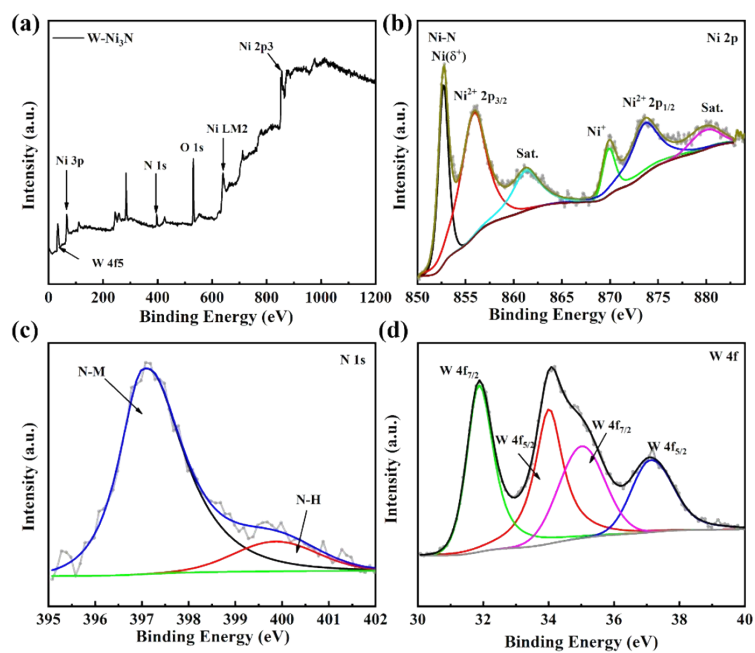 (a)
W-Ni₃N
Ni 2p3
Ni LM2
O 1s
N 1s
Ni 3p
W 4f5
Intensity (a.u.)
0 200 400 600 800 1000 1200
Binding Energy (eV)
(b)
Ni 2p
Ni-N
Ni(δ⁺)
Ni²⁺ 2p₃/₂
Sat.
Ni⁺
Ni²⁺ 2p₁/₂
Sat.
Intensity (a.u.)
850 855 860 865 870 875 880
Binding Energy (eV)
(c)
N 1s
N-M
N-H
Intensity (a.u.)
395 396 397 398 399 400 401 402
Binding Energy (eV)
(d)
W 4f
W 4f₇/₂
W 4f₅/₂
W 4f₇/₂
W 4f₅/₂
Intensity (a.u.)
30 32 34 36 38 40
Binding Energy (eV)